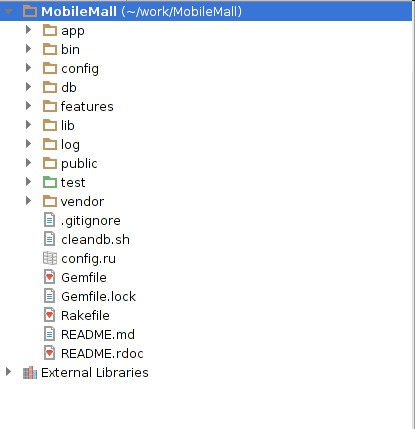 MobileMall (~/work/MobileMall)
app
bin
config
db
features
lib
log
public
test
vendor
.gitignore
cleandb.sh
config.ru
Gemfile
Gemfile.lock
Rakefile
README.md
README.rdoc
External Libraries